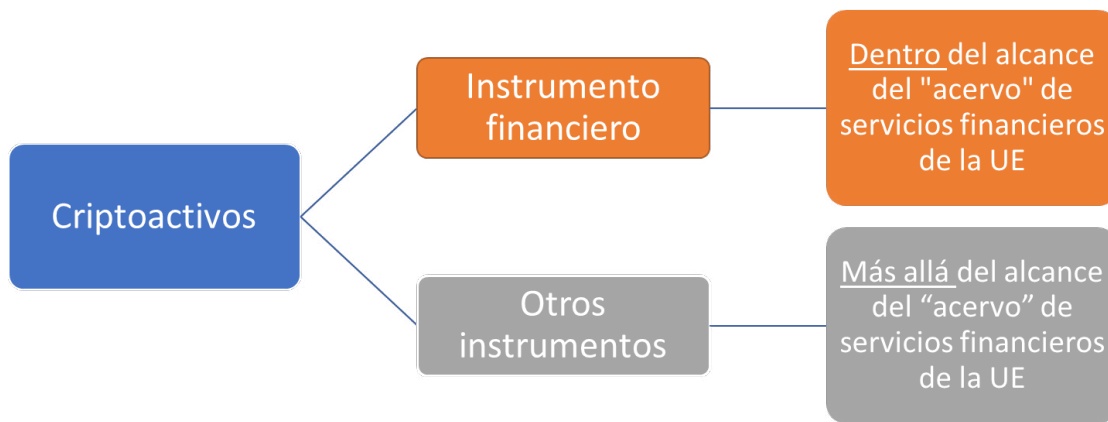 Criptoactivos
Instrumento
financiero
Dentro del alcance
del "acervo" de
servicios financieros
de la UE
Otros
instrumentos
Más allá del alcance
del “acervo” de
servicios financieros
de la UE